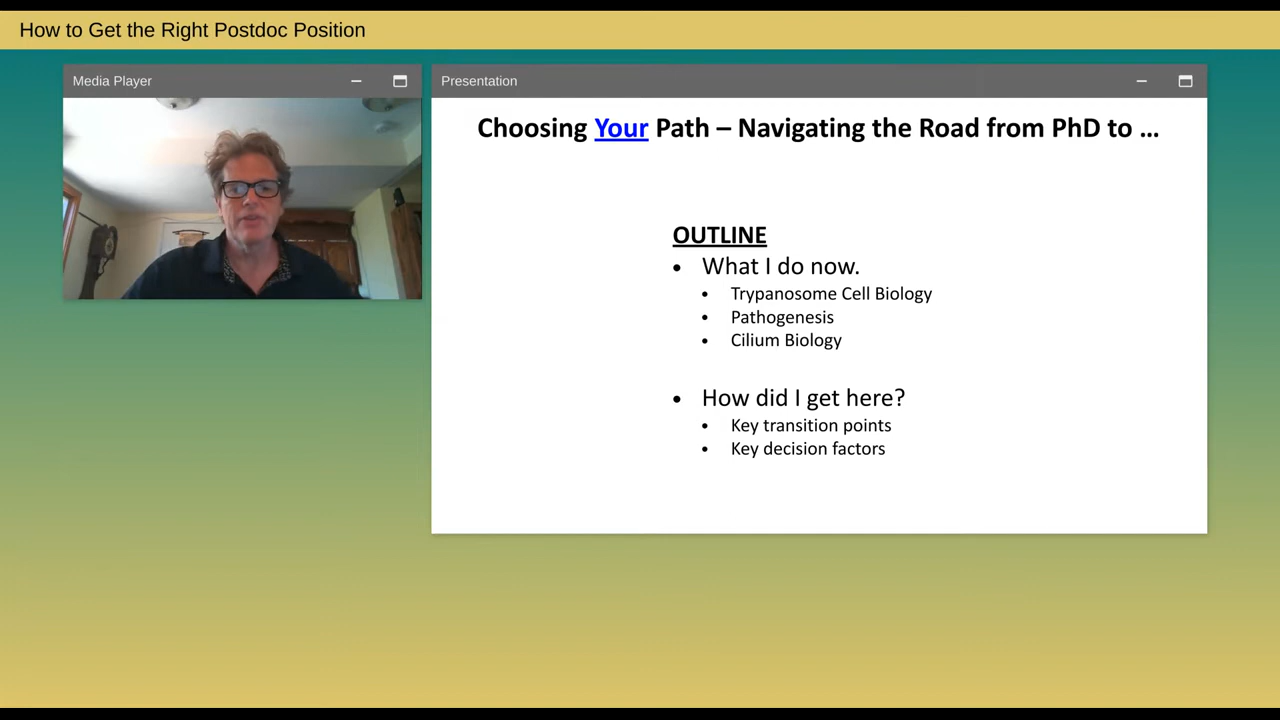 How to Get the Right Postdoc Position
Media Player
Presentation
Choosing Your Path – Navigating the Road from PhD to ...
OUTLINE
• What I do now.
• Trypanosome Cell Biology
• Pathogenesis
• Cilium Biology
• How did I get here?
• Key transition points
• Key decision factors